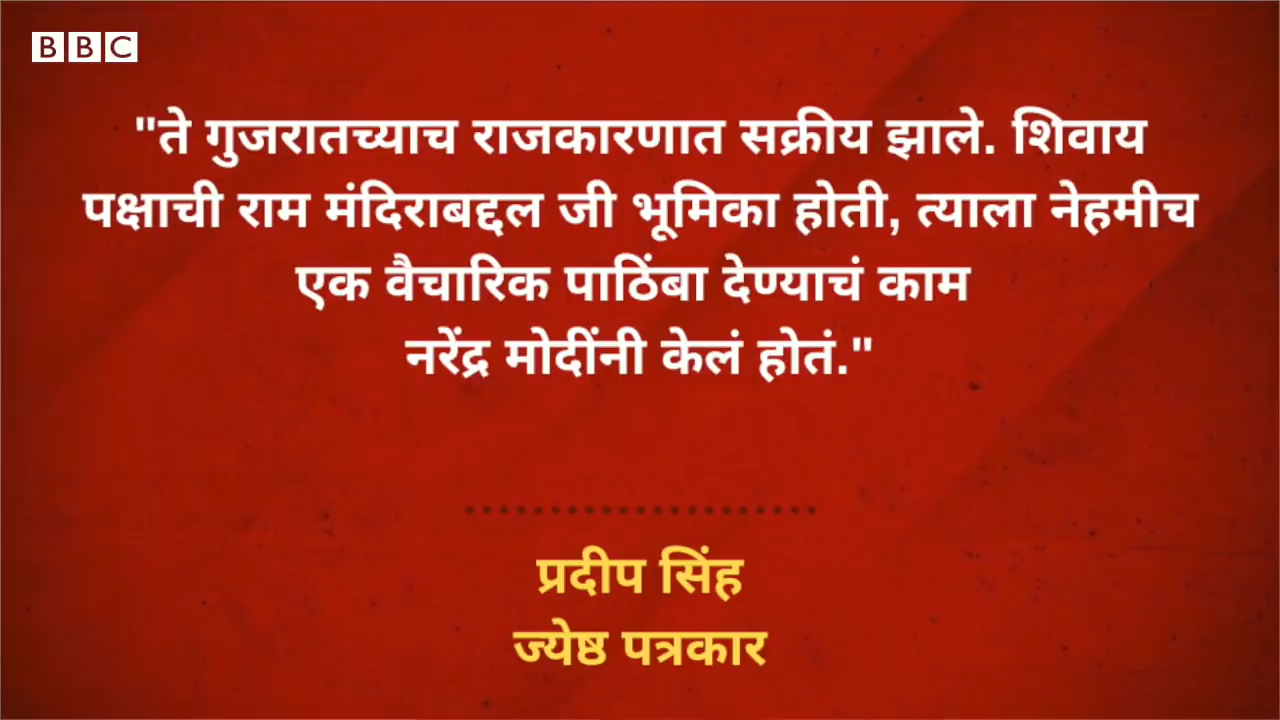 BBC
"ते गुजरातच्याच राजकारणात सक्रीय झाले. शिवाय
पक्षाची राम मंदिराबद्दल जी भूमिका होती, त्याला नेहमीच
एक वैचारिक पाठिंबा देण्याचं काम
नरेंद्र मोदींनी केलं होतं."
प्रदीप सिंह
ज्येष्ठ पत्रकार